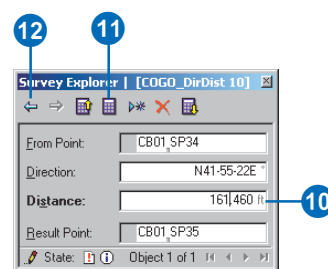 12
11
Survey Explorer | [COGO_DirDist 10]
From Point: CB01_SP34
Direction: N41-55-22E °
Distance: 161.460 ft
10
Result Point: CB01_SP35
State: Object 1 of 1